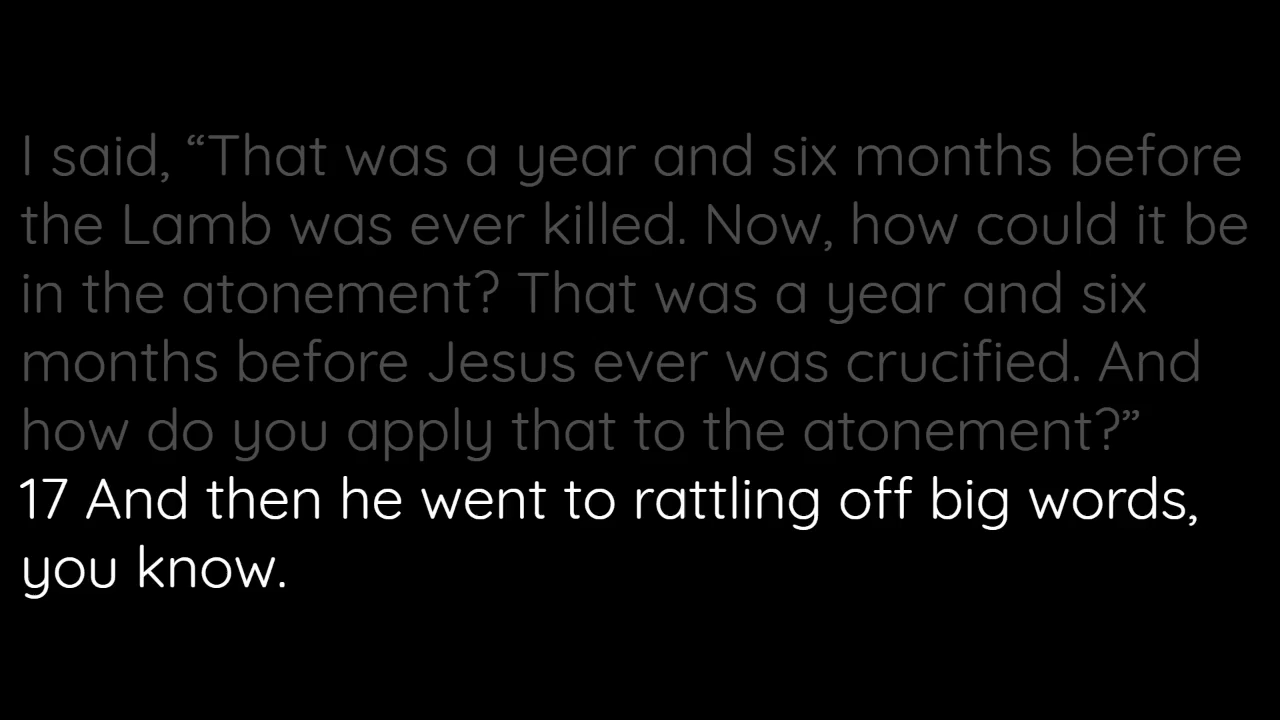 I said, “That was a year and six months before
the Lamb was ever killed. Now, how could it be
in the atonement? That was a year and six
months before Jesus ever was crucified. And
how do you apply that to the atonement?”
17 And then he went to rattling off big words,
you know.